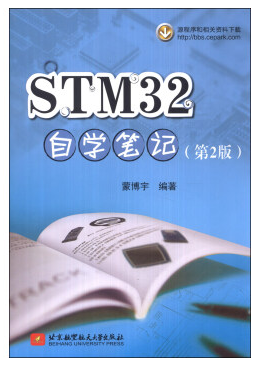 源程序和相关资料下载
http://bbs.cepark.com
STM32
自学笔记(第2版)
蒙博宇 编著
TRACK
北京航空航天大学出版社
BEIHANG UNIVERSITY PRESS